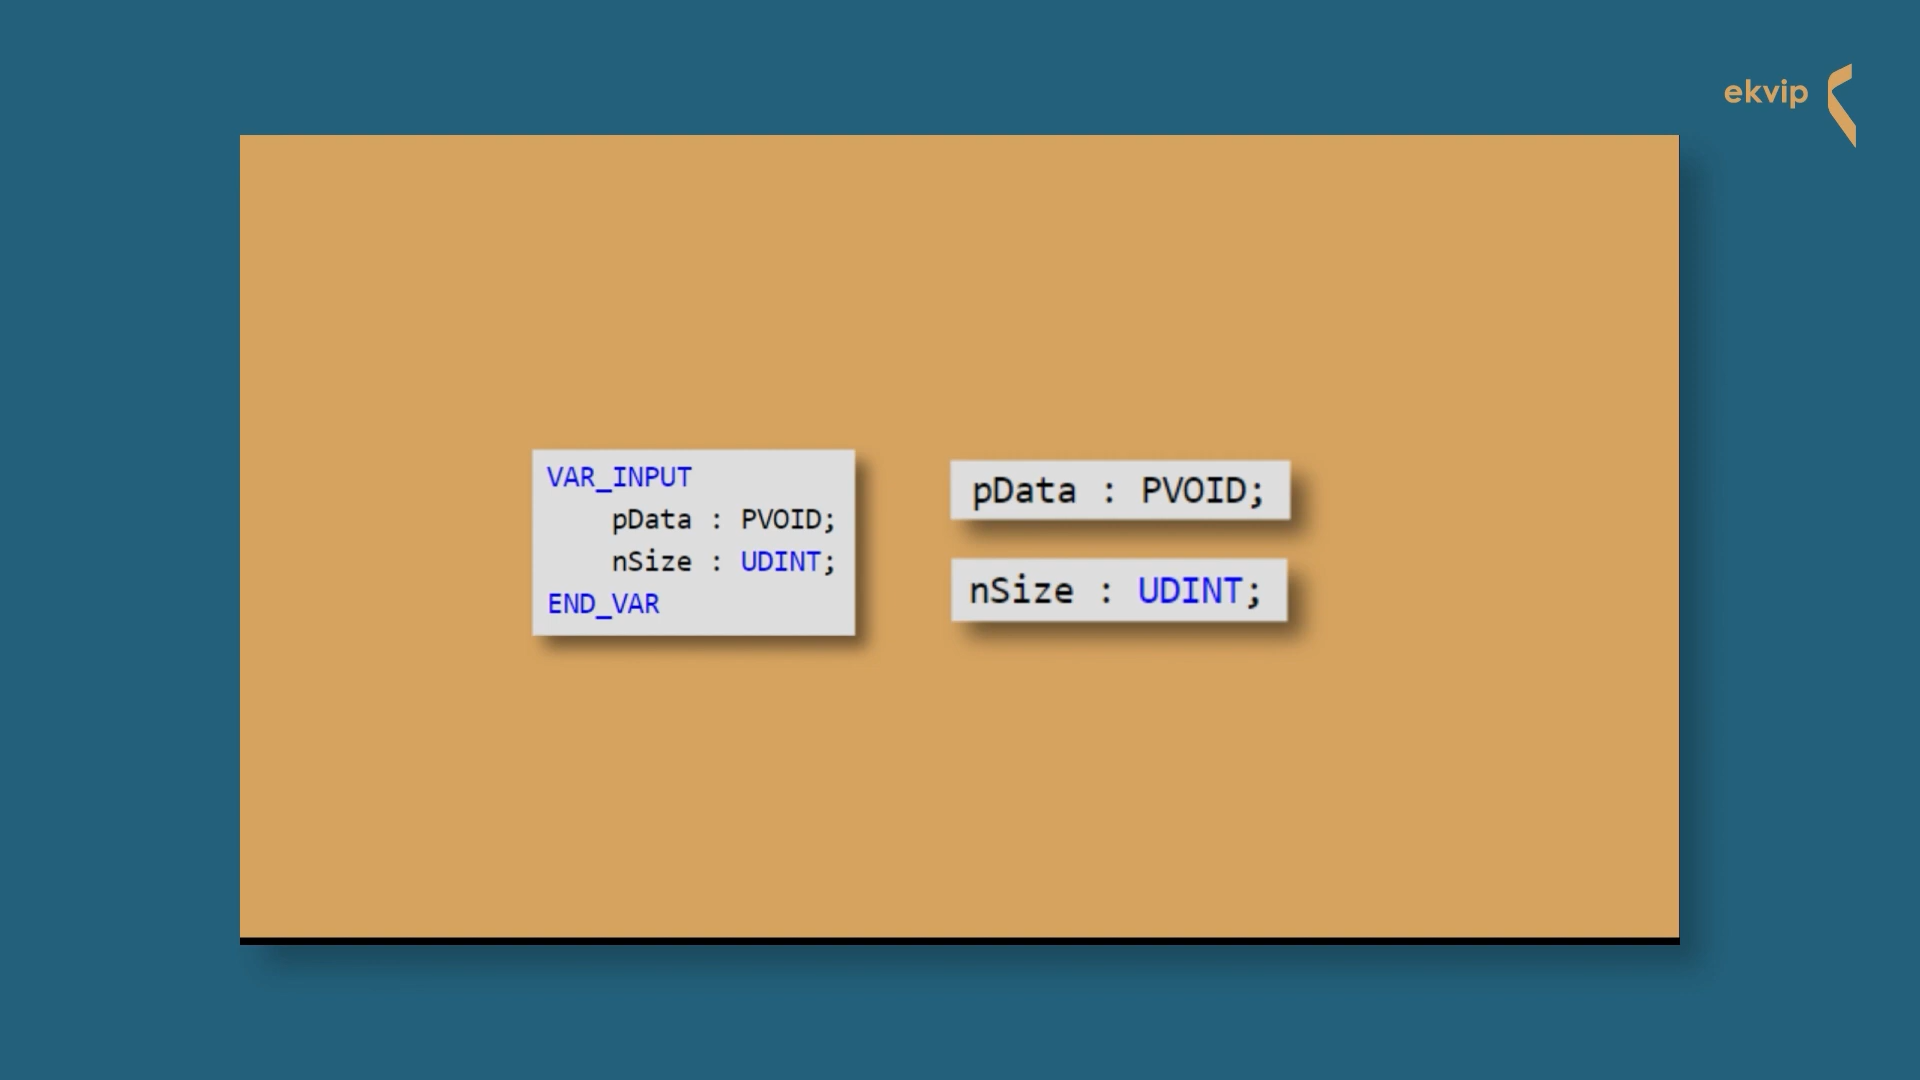 ekvip
VAR_INPUT
pData : PVOID;
nSize : UDINT;
END_VAR
pData : PVOID;
nSize : UDINT;